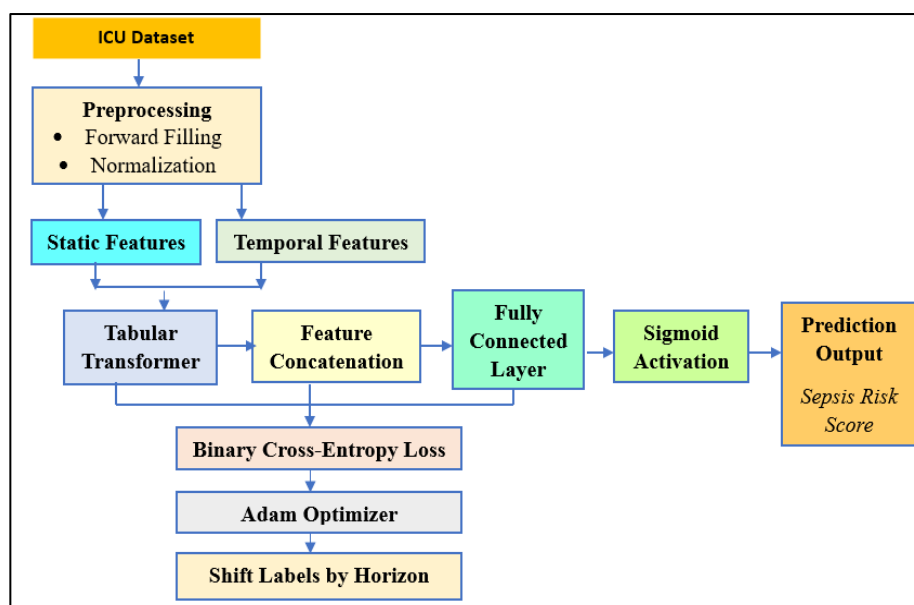 ICU Dataset
Preprocessing
• Forward Filling
• Normalization
Static Features
Temporal Features
Tabular
Transformer
Feature
Concatenation
Fully
Connected
Layer
Sigmoid
Activation
Prediction
Output
Sepsis Risk
Score
Binary Cross-Entropy Loss
Adam Optimizer
Shift Labels by Horizon